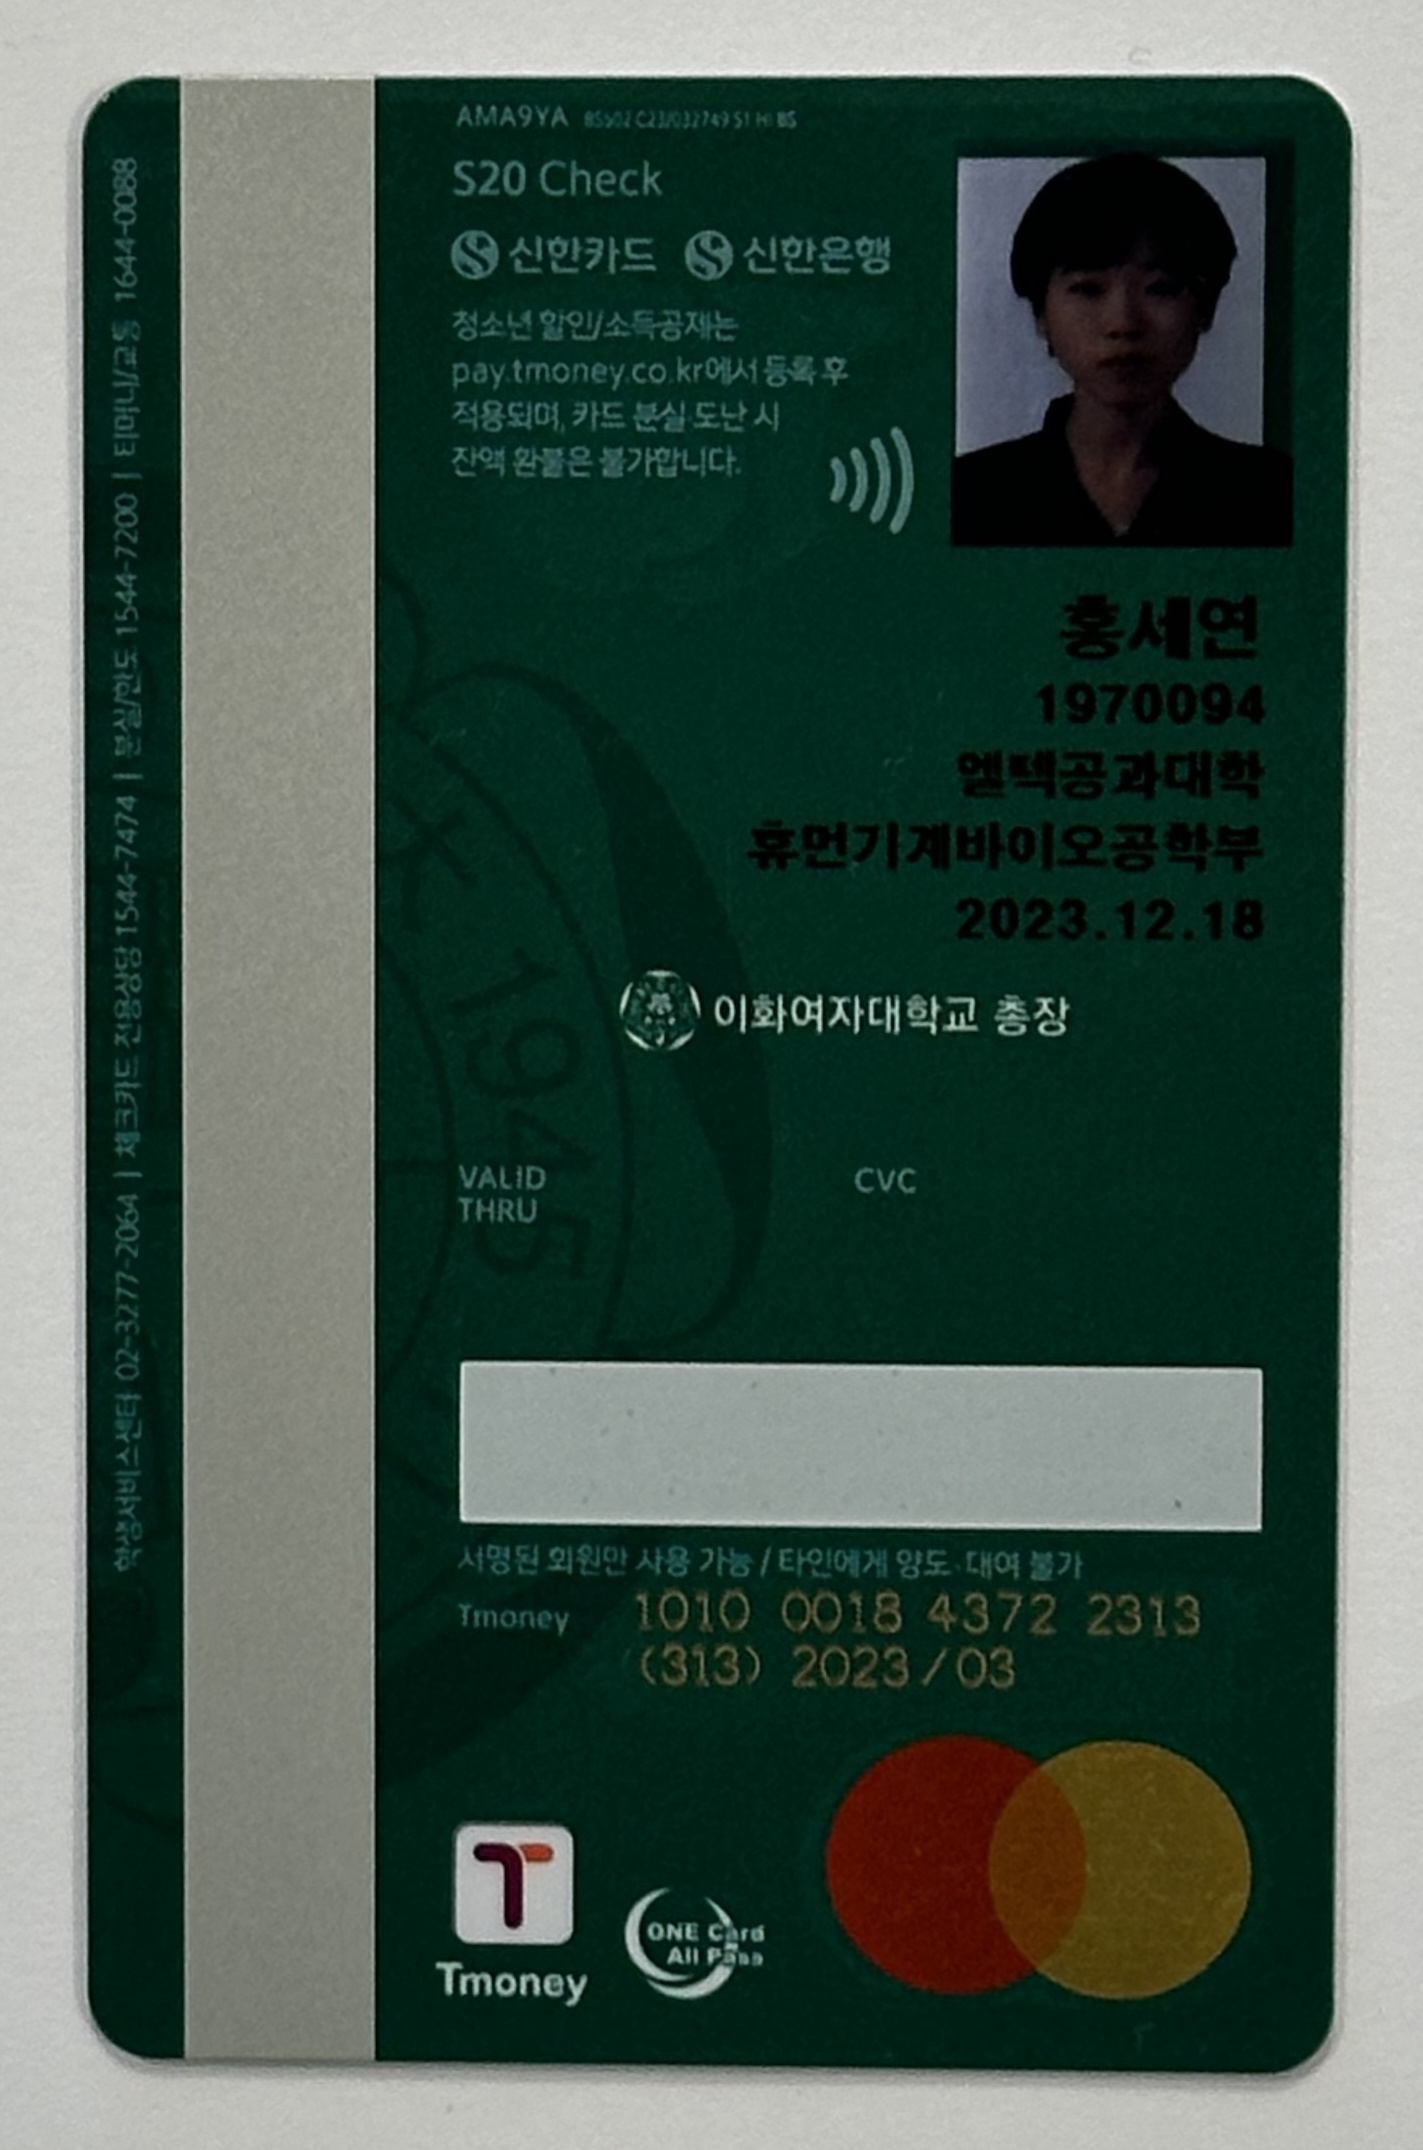 AMA9YA BS502 C23/032749 S1 HI BS
S20 Check
신한카드 신한은행
청소년 할인/소득공제는
pay.tmoney.co.kr에서 등록 후
적용되며, 카드 분실·도난 시
잔액 환불은 불가합니다.
홍세연
1970094
엘텍공과대학
휴먼기계바이오공학부
2023.12.18
이화여자대학교 총장
大 1945
VALID
THRU
CVC
서명된 회원만 사용 가능 / 타인에게 양도·대여 불가
Tmoney 1010 0018 4372 2313
(313) 2023/03
Tmoney
ONE Card
All Pass
학생서비스센터 02-3277-2064 | 체크카드 전용상담 1544-7474 | 분실/한도 1544-7200 | 티머니/교통 1644-0088